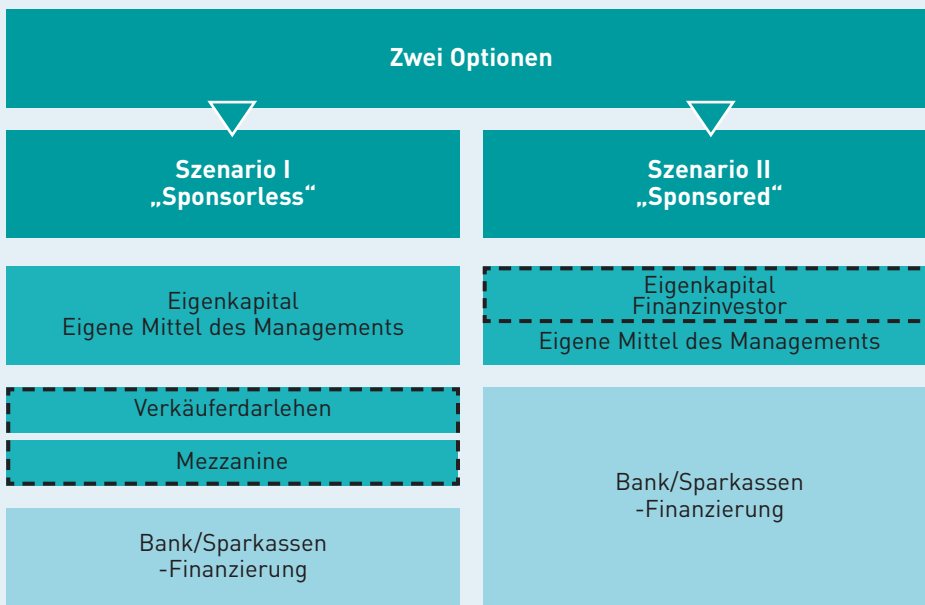 Zwei Optionen
Szenario I
„Sponsorless“
Szenario II
„Sponsored“
Eigenkapital
Eigene Mittel des Managements
Eigenkapital
Finanzinvestor
Eigene Mittel des Managements
Verkäuferdarlehen
Mezzanine
Bank/Sparkassen
-Finanzierung
Bank/Sparkassen
-Finanzierung